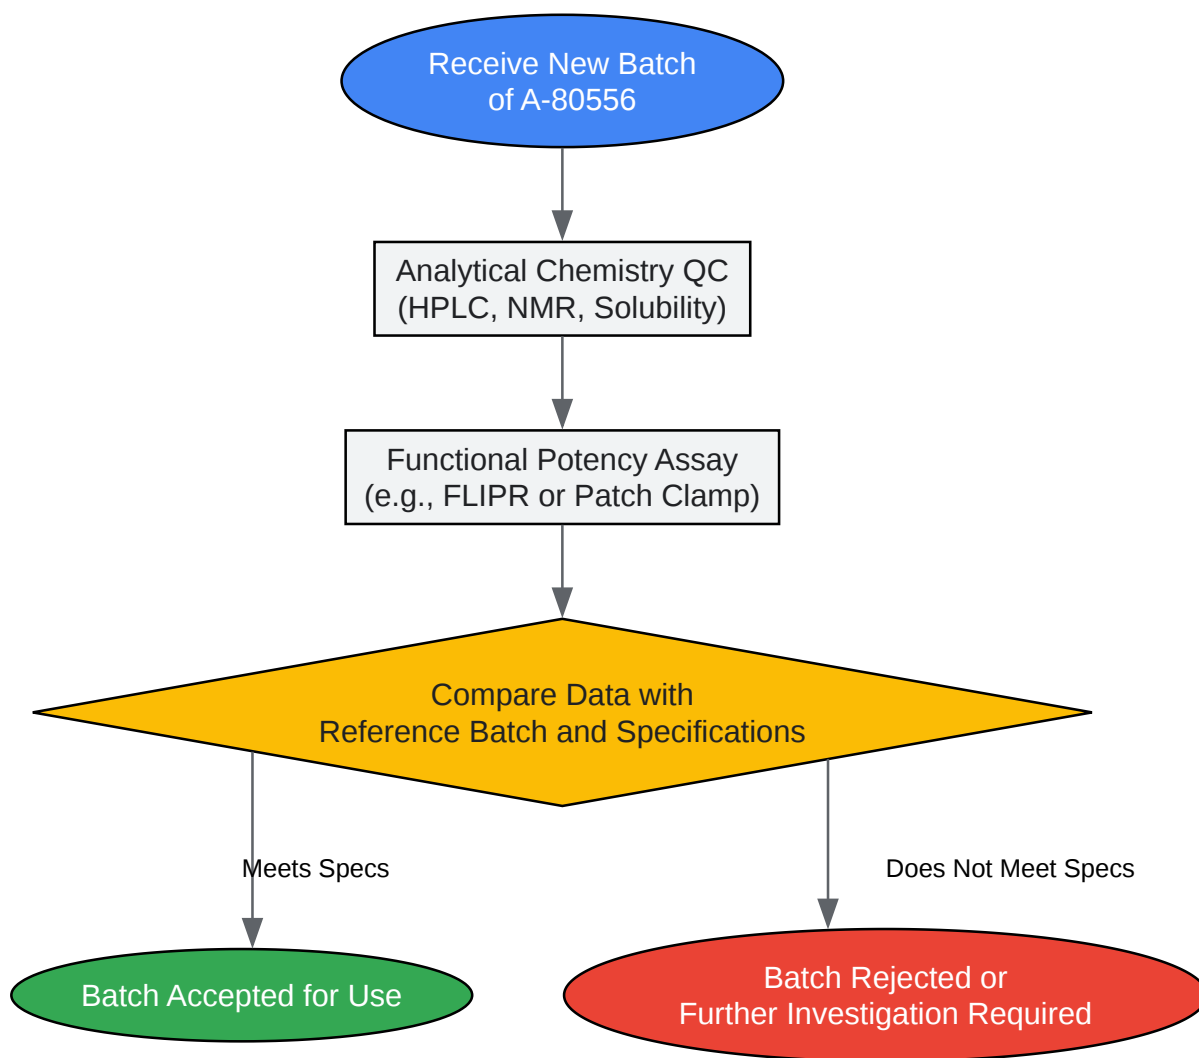 Receive New Batch
of A-80556
Analytical Chemistry QC
(HPLC, NMR, Solubility)
Functional Potency Assay
(e.g., FLIPR or Patch Clamp)
Compare Data with
Reference Batch and Specifications
Meets Specs
Does Not Meet Specs
Batch Accepted for Use
Batch Rejected or
Further Investigation Required